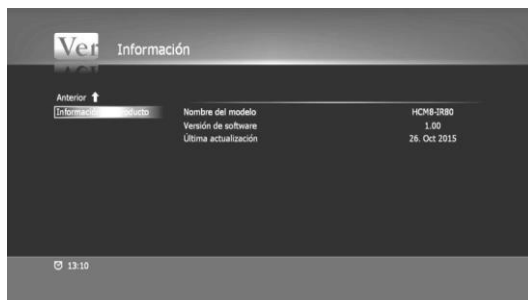 Ver Información
Anterior
Información producto
Nombre del modelo HCM8-IR80
Versión de software 1.00
Última actualización 26. Oct 2015
13:10